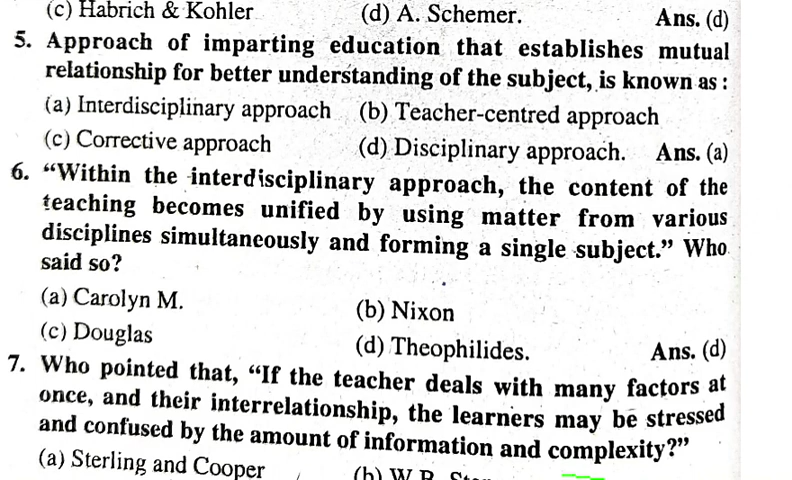 (c) Habrich & Kohler (d) A. Schemer. Ans. (d)
5. Approach of imparting education that establishes mutual
relationship for better understanding of the subject, is known as :
(a) Interdisciplinary approach (b) Teacher-centred approach
(c) Corrective approach (d) Disciplinary approach. Ans. (a)
6. “Within the interdisciplinary approach, the content of the
teaching becomes unified by using matter from various
disciplines simultaneously and forming a single subject.” Who
said so?
(a) Carolyn M. (b) Nixon
(c) Douglas (d) Theophilides. Ans. (d)
7. Who pointed that, “If the teacher deals with many factors at
once, and their interrelationship, the learners may be stressed
and confused by the amount of information and complexity?”
(a) Sterling and Cooper (b) W.R.